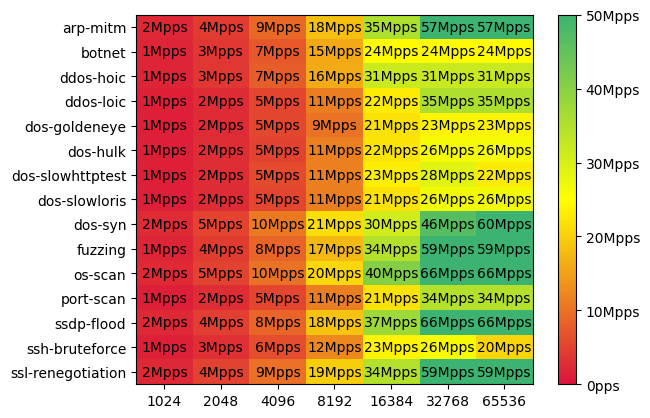 arp-mitm 2Mpps 4Mpps 9Mpps 18Mpps 35Mpps 57Mpps 57Mpps 50Mpps
botnet 1Mpps 3Mpps 7Mpps 15Mpps 24Mpps 24Mpps 24Mpps
ddos-hoic 1Mpps 3Mpps 7Mpps 16Mpps 31Mpps 31Mpps 31Mpps
ddos-loic 1Mpps 2Mpps 5Mpps 11Mpps 22Mpps 35Mpps 35Mpps 40Mpps
dos-goldeneye 1Mpps 2Mpps 5Mpps 9Mpps 21Mpps 23Mpps 23Mpps
dos-hulk 1Mpps 2Mpps 5Mpps 11Mpps 22Mpps 26Mpps 26Mpps
dos-slowhttptest 1Mpps 2Mpps 5Mpps 11Mpps 23Mpps 28Mpps 22Mpps 30Mpps
dos-slowloris 1Mpps 2Mpps 5Mpps 11Mpps 21Mpps 26Mpps 26Mpps
dos-syn 2Mpps 5Mpps 10Mpps 21Mpps 30Mpps 46Mpps 60Mpps
fuzzing 1Mpps 4Mpps 8Mpps 17Mpps 34Mpps 59Mpps 59Mpps 20Mpps
os-scan 2Mpps 5Mpps 10Mpps 20Mpps 40Mpps 66Mpps 66Mpps
port-scan 1Mpps 2Mpps 5Mpps 11Mpps 21Mpps 34Mpps 34Mpps 10Mpps
ssdp-flood 2Mpps 4Mpps 8Mpps 18Mpps 37Mpps 66Mpps 66Mpps
ssh-bruteforce 1Mpps 3Mpps 6Mpps 12Mpps 23Mpps 26Mpps 20Mpps
ssl-renegotiation 2Mpps 4Mpps 9Mpps 19Mpps 34Mpps 59Mpps 59Mpps 0pps
1024 2048 4096 8192 16384 32768 65536